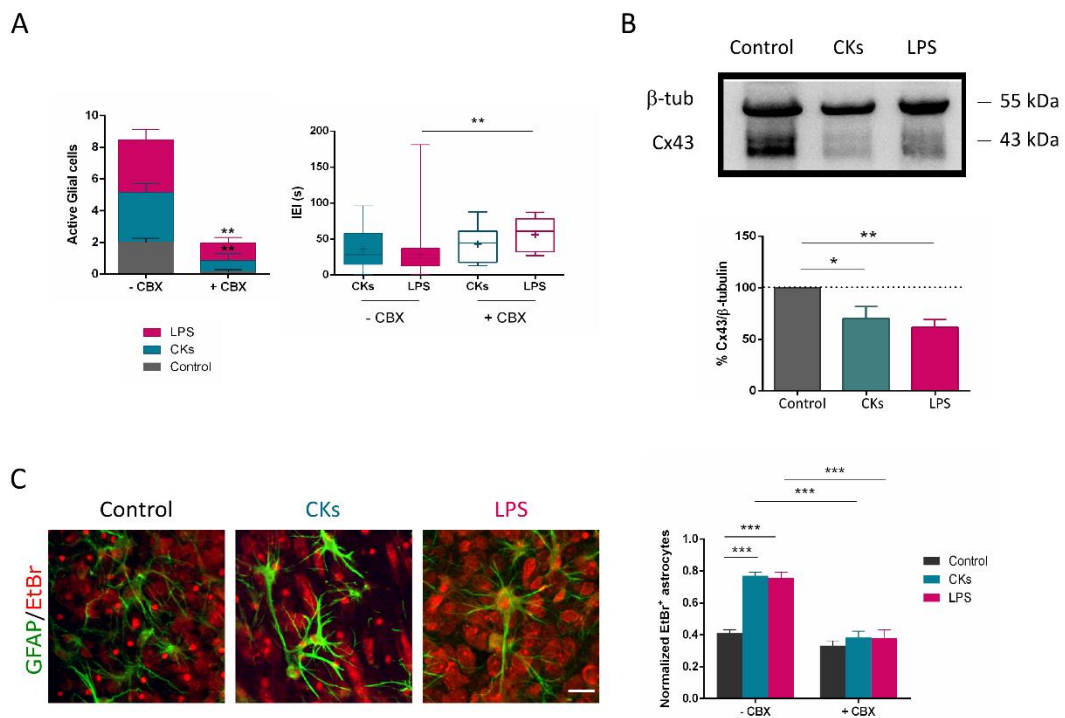 A
10
8
6
4
2
0
Active Glial cells
**
**
- CBX
+ CBX
LPS
CKs
Control
200
150
100
50
0
IEI (s)
**
CKs
LPS
CKs
LPS
- CBX
+ CBX
B
Control CKs LPS
β-tub
Cx43
— 55 kDa
— 43 kDa
150
100
50
0
% Cx43/β-tubulin
**
*
Control
CKs
LPS
C
Control
CKs
LPS
GFAP/EtBr
1.0
0.8
0.6
0.4
0.2
0.0
Normalized EtBr+ astrocytes
***
***
***
***
- CBX
+ CBX
Control
CKs
LPS